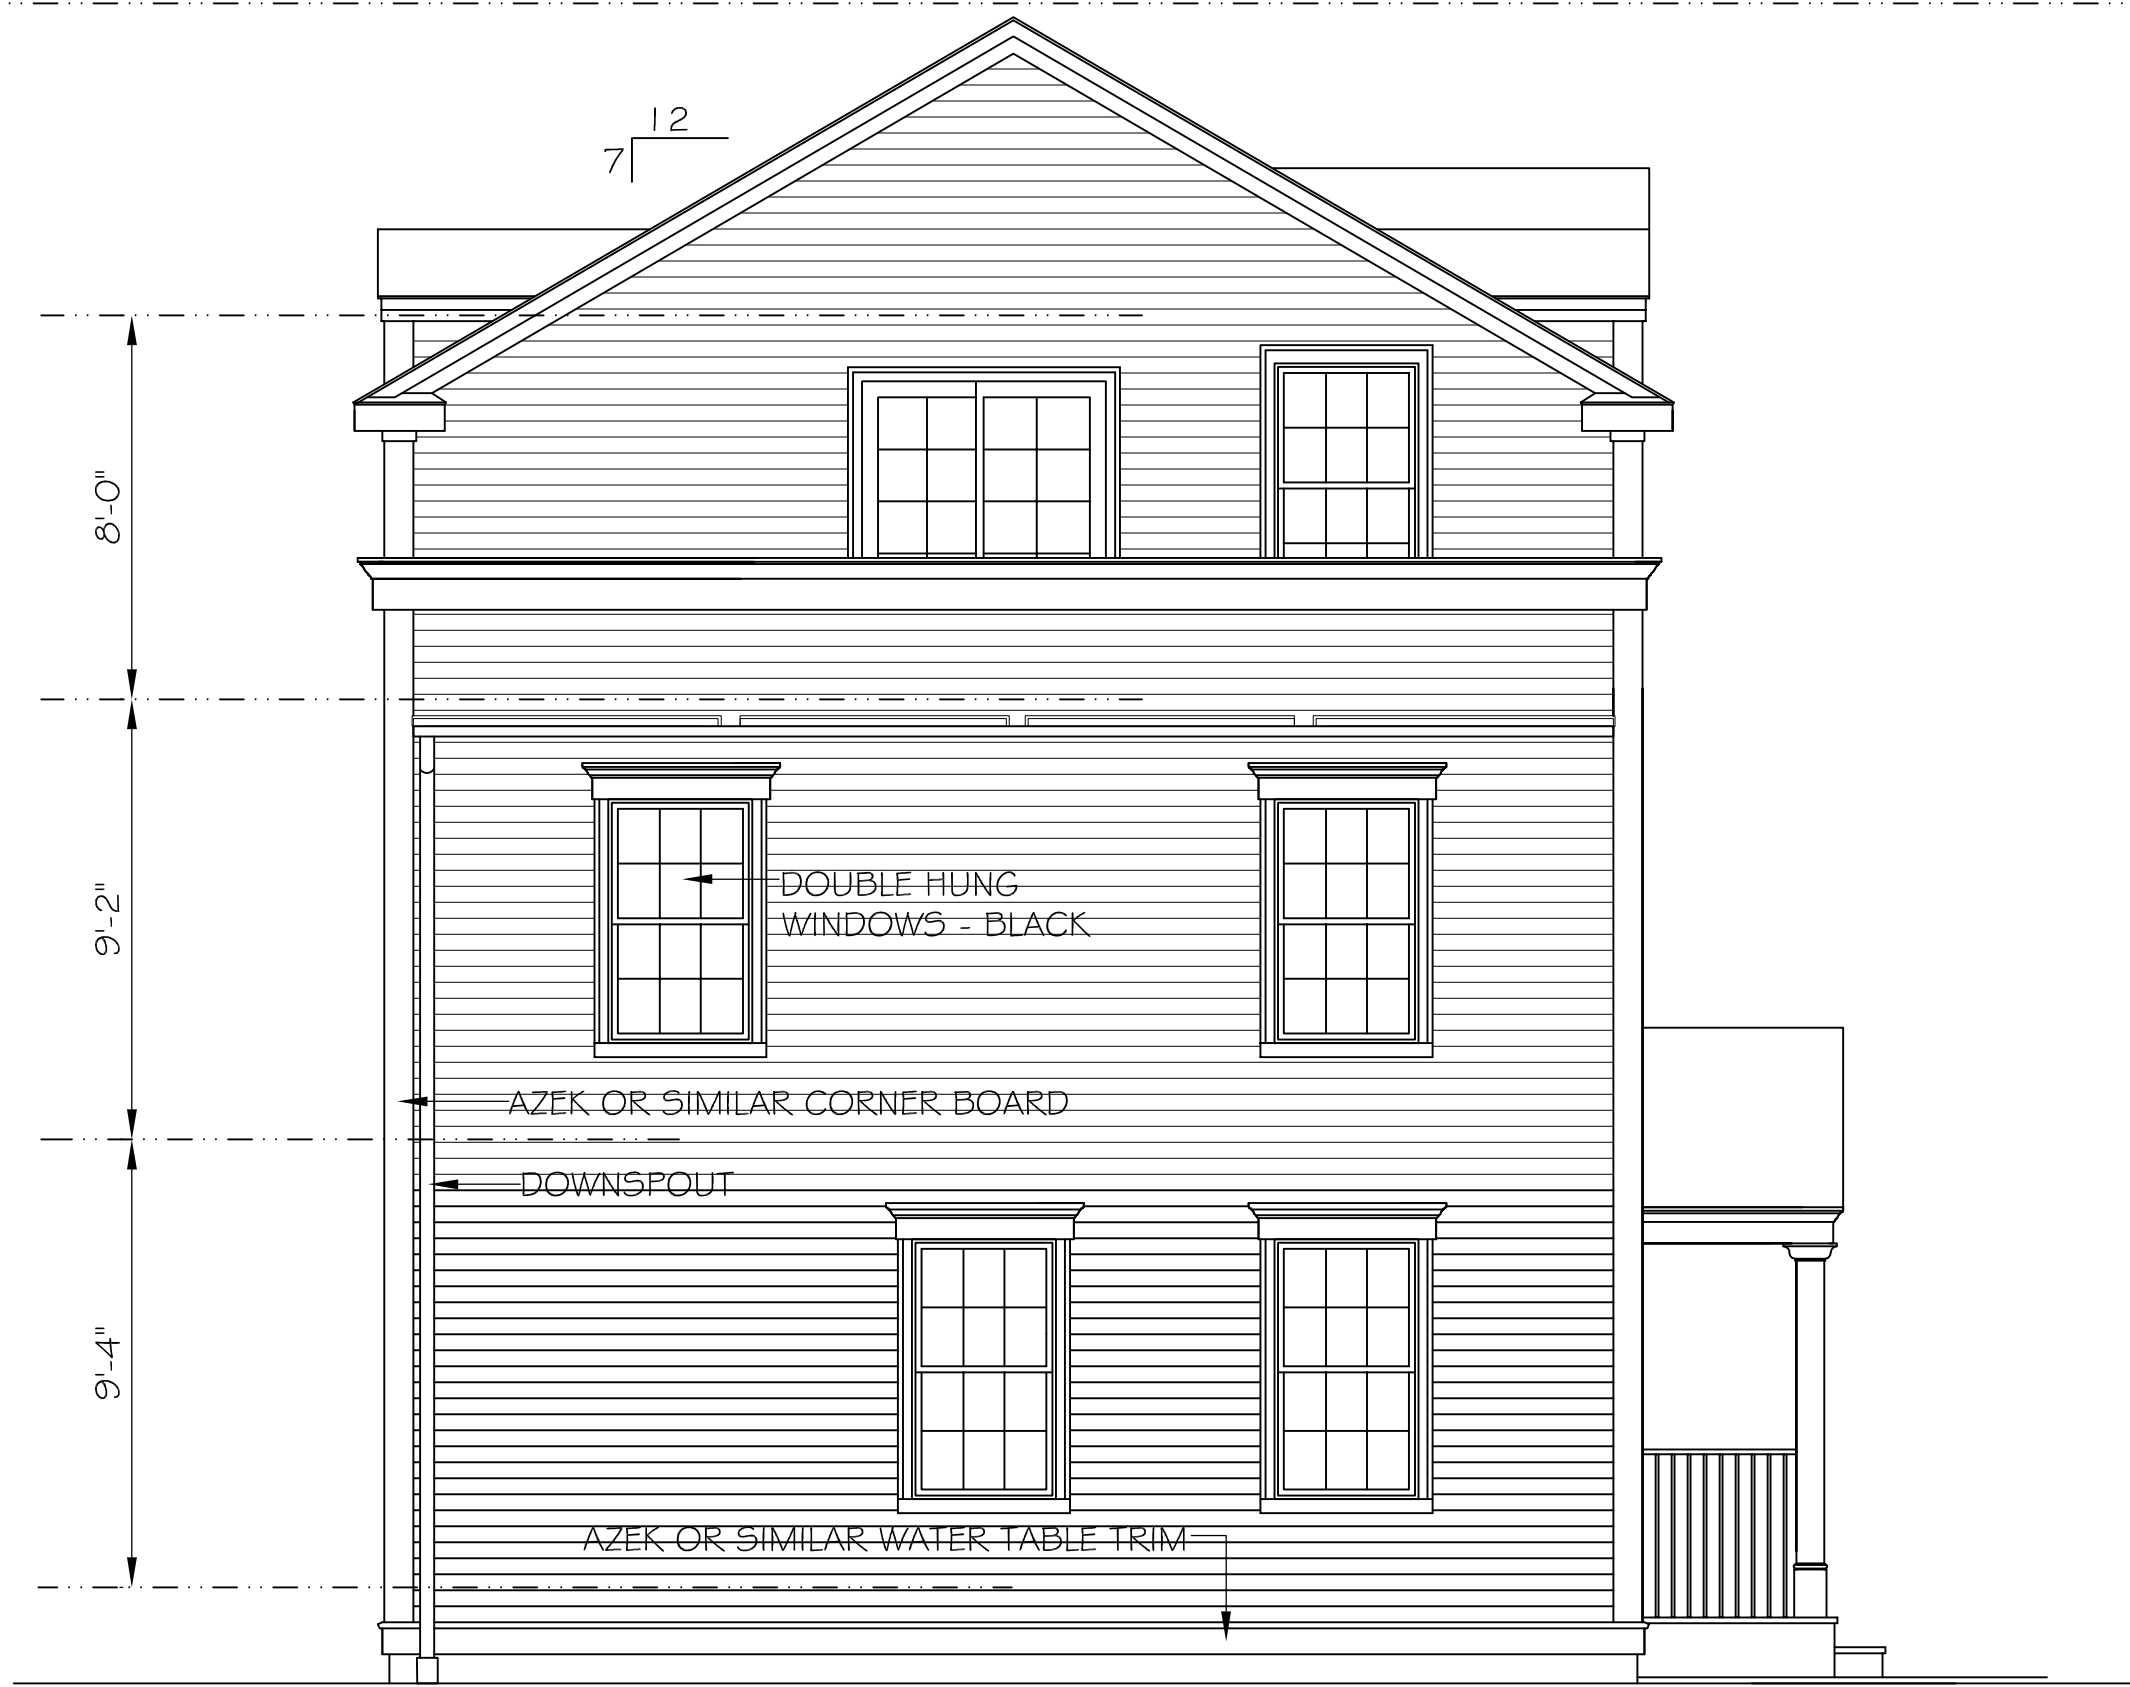 12
7
8'-0"
9'-2"
DOUBLE HUNG
WINDOWS - BLACK
AZEK OR SIMILAR CORNER BOARD
DOWNSPOUT
9'-4"
AZEK OR SIMILAR WATER TABLE TRIM